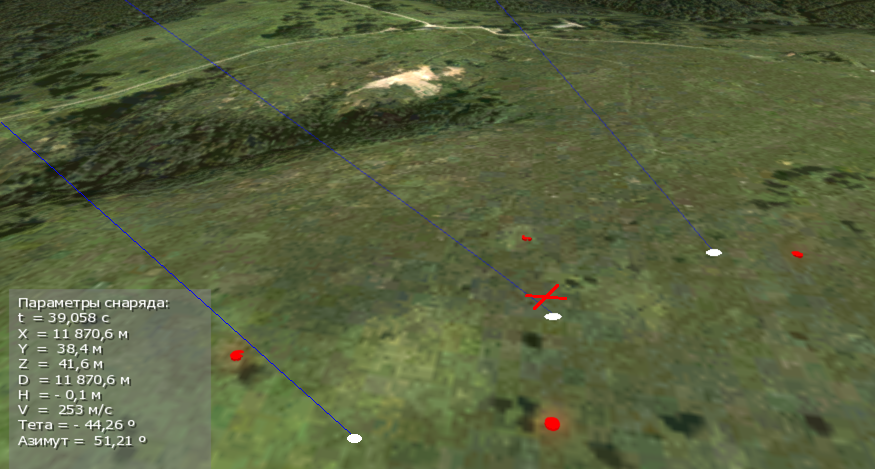 Параметры снаряда:
t = 39,058 с
X = 11 870,6 м
Y = 38,4 м
Z = 41,6 м
D = 11 870,6 м
H = - 0,1 м
V = 253 м/с
Тета = - 44,26 º
Азимут = 51,21 º